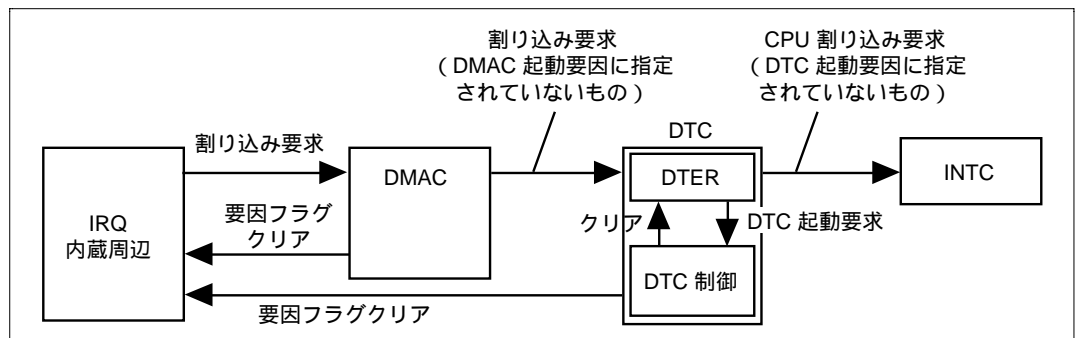 割り込み要求
( DMAC 起動要因に指定
されていないもの )
CPU 割り込み要求
( DTC 起動要因に指定
されていないもの )
割り込み要求
DTC
DMAC
DTER
INTC
IRQ
内蔵周辺
要因フラグ
クリア
クリア
DTC 起動要求
DTC 制御
要因フラグクリア